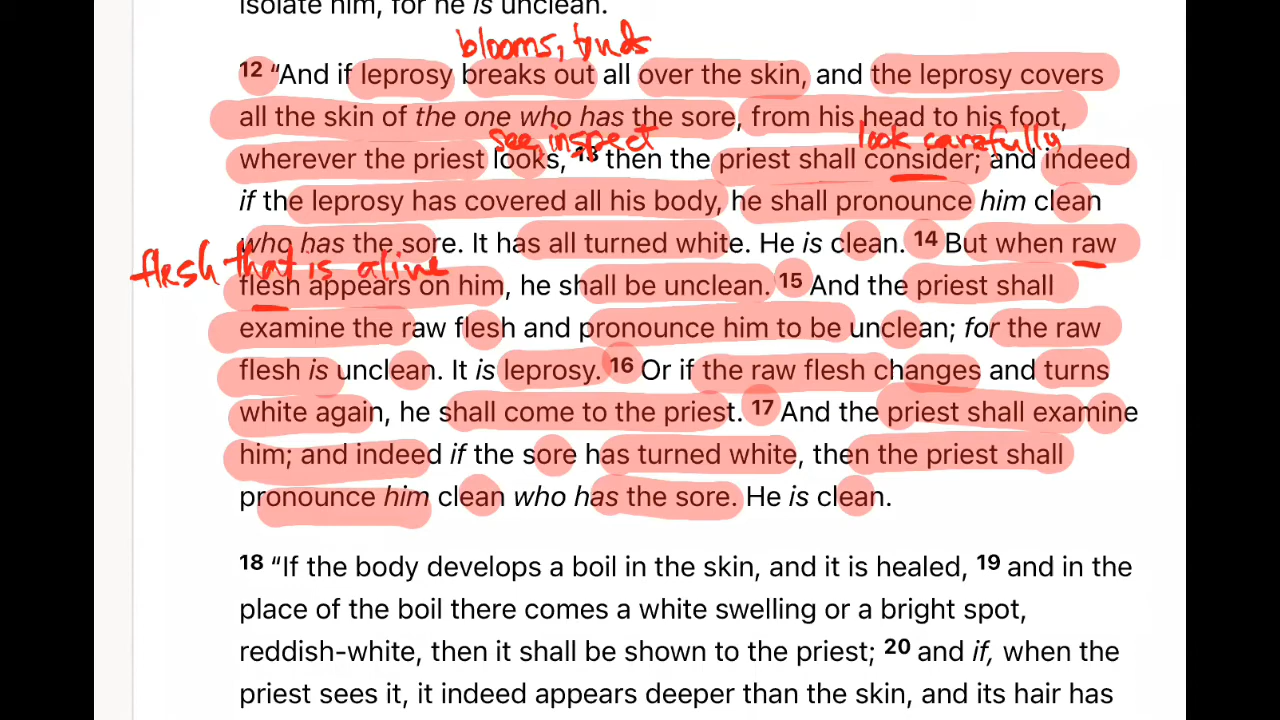 isolate him, for he is unclean.
blooms, buds
12 “And if leprosy breaks out all over the skin, and the leprosy covers
all the skin of the one who has the sore, from his head to his foot,
see, inspect
look carefully
wherever the priest looks, 13 then the priest shall consider; and indeed
if the leprosy has covered all his body, he shall pronounce him clean
who has the sore. It has all turned white. He is clean. 14 But when raw
flesh that is alive
flesh appears on him, he shall be unclean. 15 And the priest shall
examine the raw flesh and pronounce him to be unclean; for the raw
flesh is unclean. It is leprosy. 16 Or if the raw flesh changes and turns
white again, he shall come to the priest. 17 And the priest shall examine
him; and indeed if the sore has turned white, then the priest shall
pronounce him clean who has the sore. He is clean.
18 “If the body develops a boil in the skin, and it is healed, 19 and in the
place of the boil there comes a white swelling or a bright spot,
reddish-white, then it shall be shown to the priest; 20 and if, when the
priest sees it, it indeed appears deeper than the skin, and its hair has